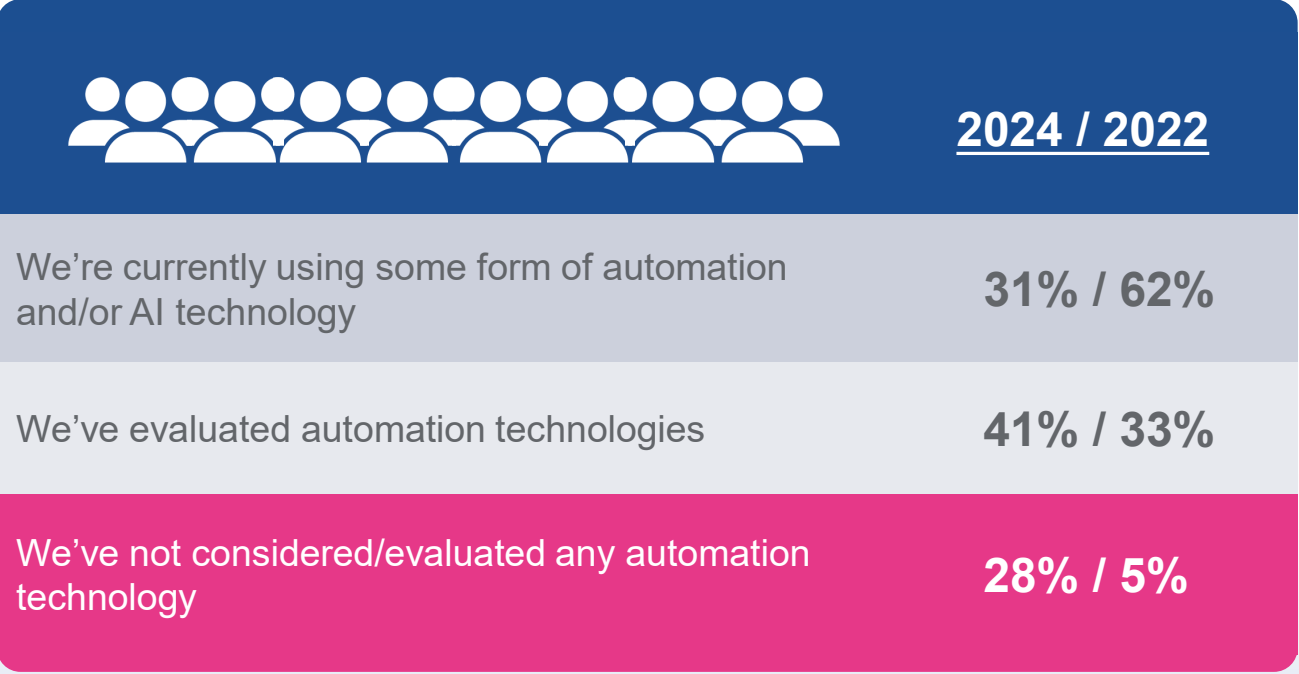 2024 / 2022
We’re currently using some form of automation
and/or AI technology
31% / 62%
We’ve evaluated automation technologies
41% / 33%
We’ve not considered/evaluated any automation
technology
28% / 5%